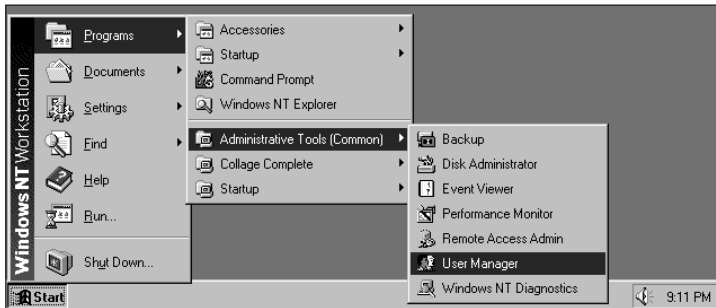 Windows NT Workstation
Programs
Documents
Settings
Find
Help
Run...
Shut Down...
Accessories
Startup
Command Prompt
Windows NT Explorer
Administrative Tools (Common)
Collage Complete
Startup
Backup
Disk Administrator
Event Viewer
Performance Monitor
Remote Access Admin
User Manager
Windows NT Diagnostics
Start
9:11 PM